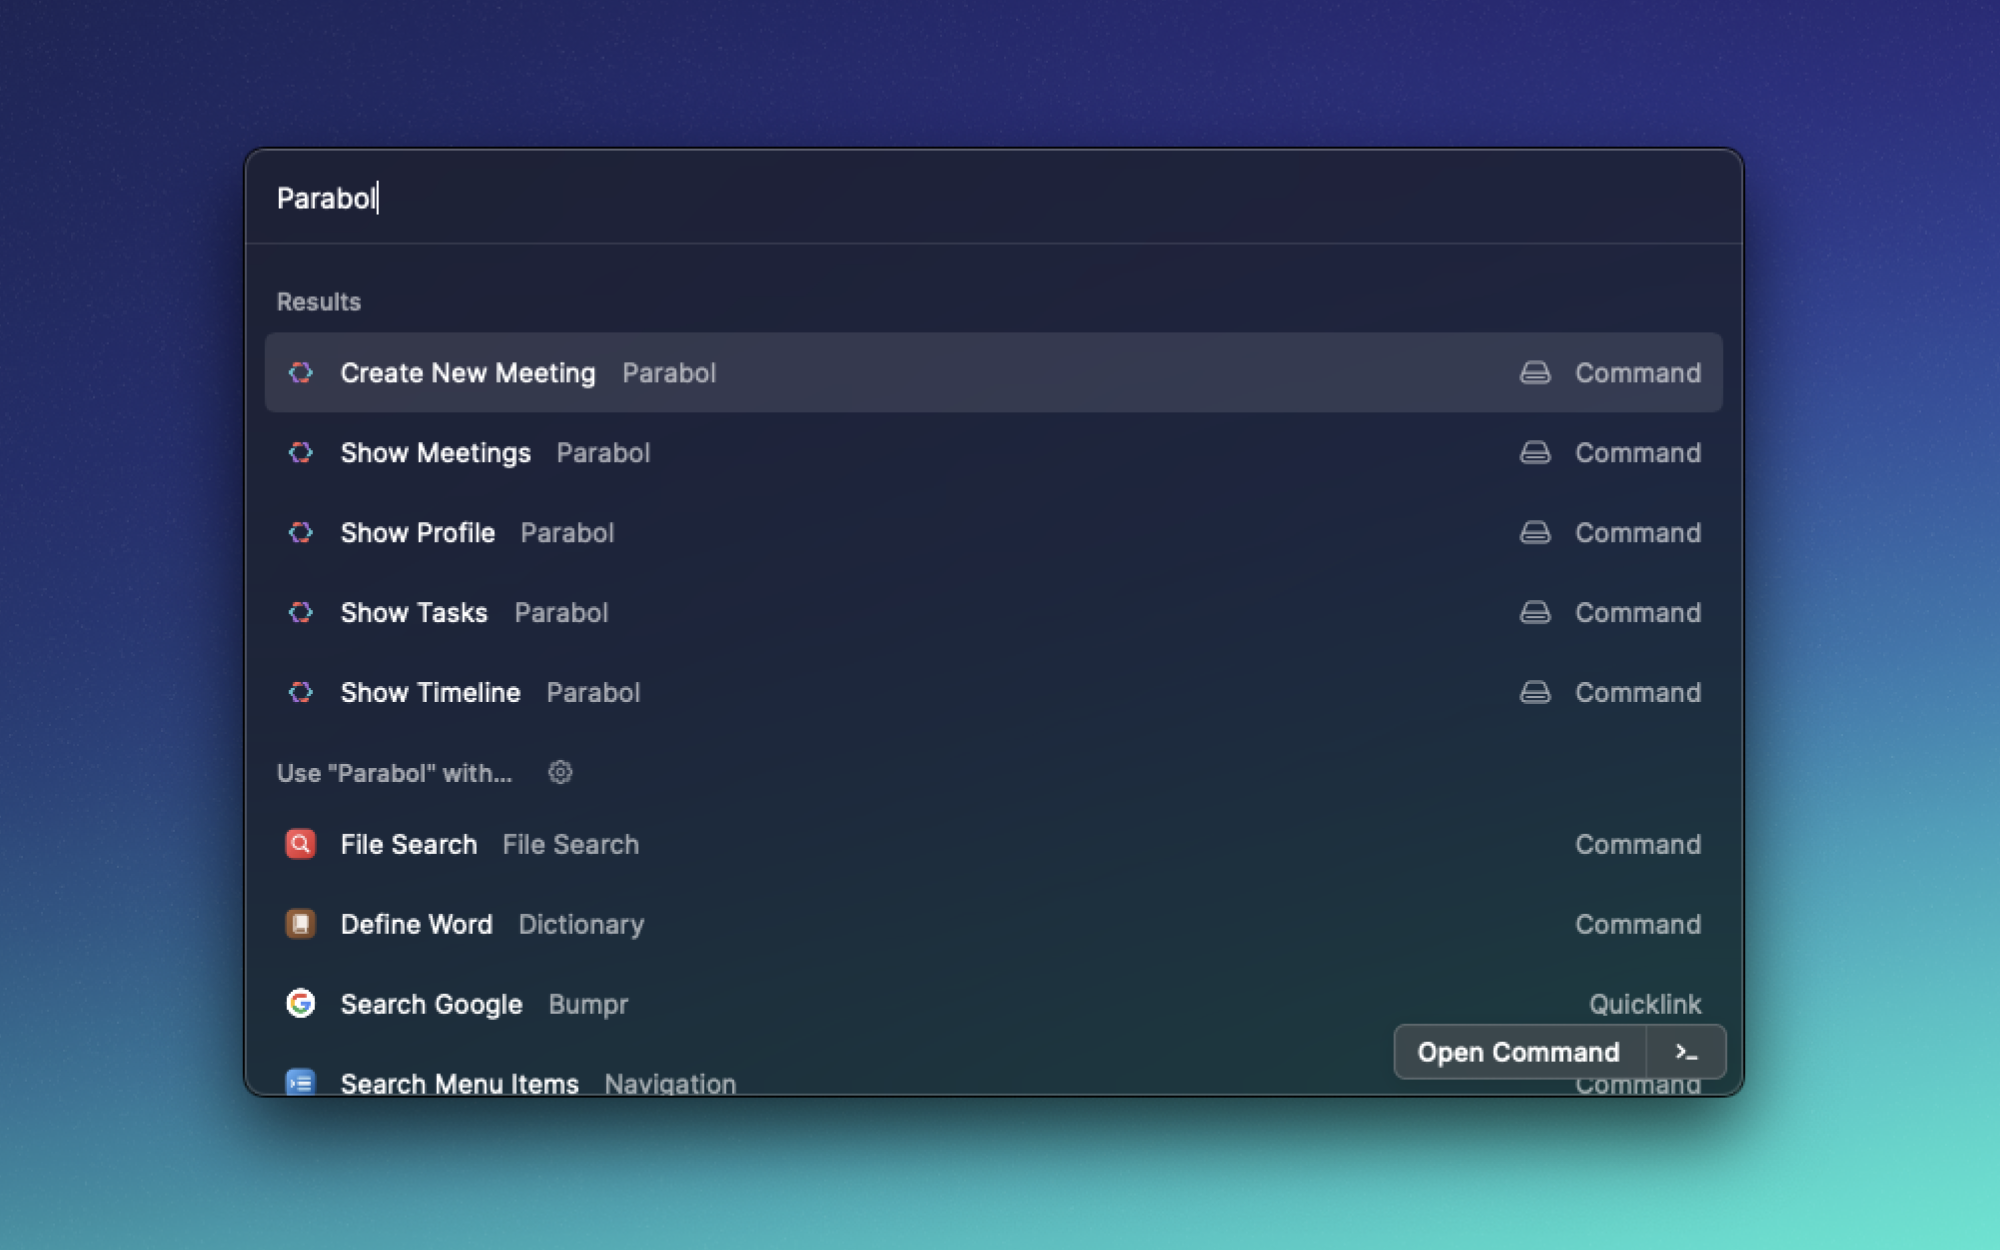 Parabol
Results
Create New Meeting Parabol Command
Show Meetings Parabol Command
Show Profile Parabol Command
Show Tasks Parabol Command
Show Timeline Parabol Command
Use "Parabol" with...
File Search File Search Command
Define Word Dictionary Command
Search Google Bumpr Quicklink
Open Command >_
Search Menu Items Navigation Command